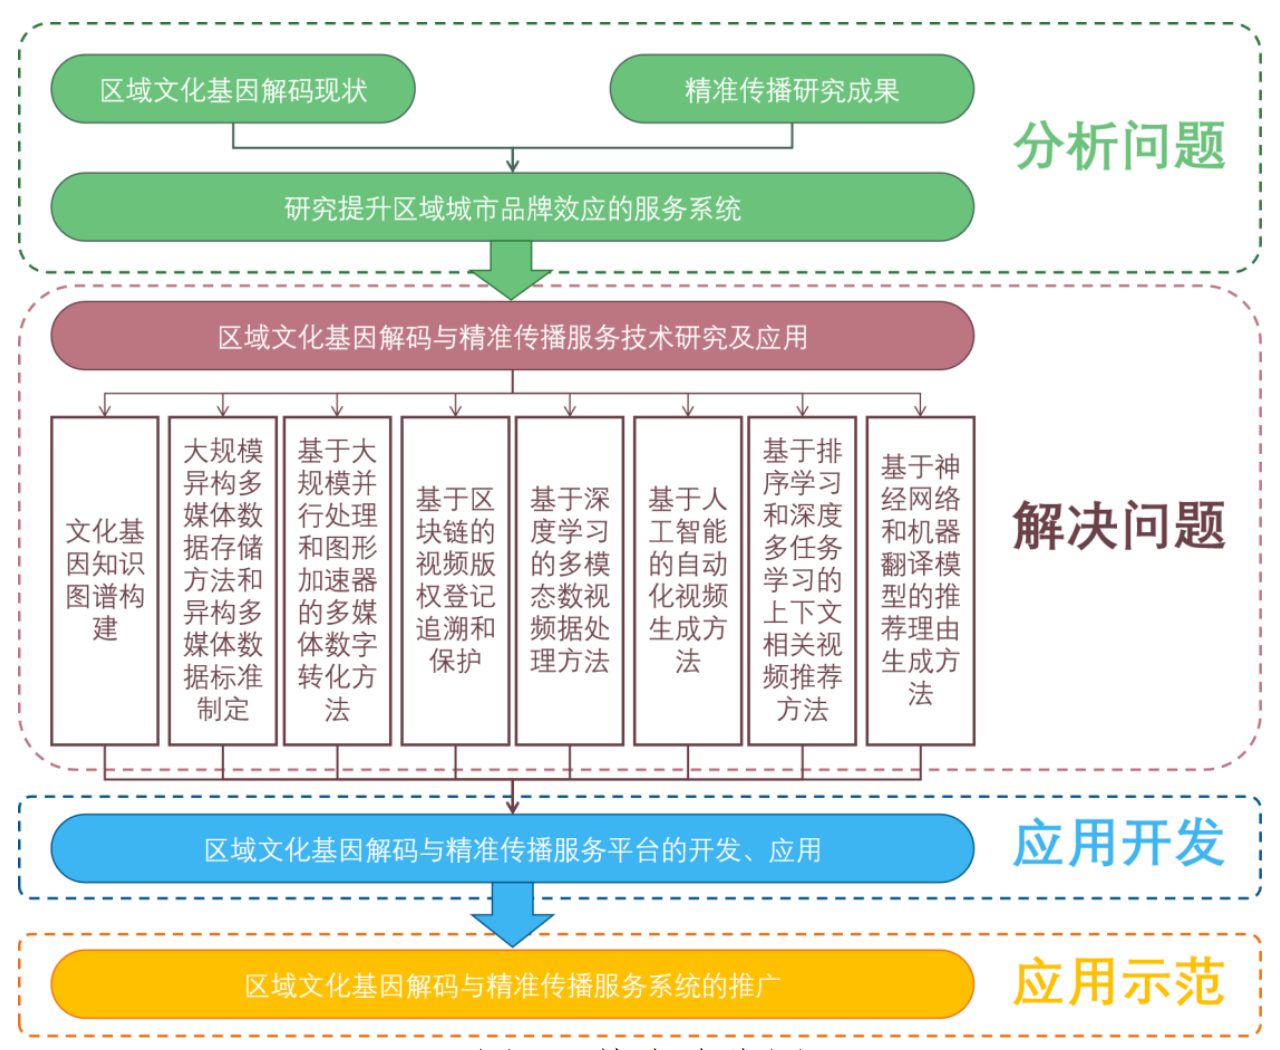 区域文化基因解码现状
精准传播研究成果
分析问题
研究提升区域城市品牌效应的服务系统
区域文化基因解码与精准传播服务技术研究及应用
文化基
因知识
图谱构
建
大规模
异构多
媒体数
据存储
方法和
异构多
媒体数
据标准
制定
基于大
规模并
行处理
和图形
加速器
的多媒
体数字
转化方
法
基于区
块链的
视频版
权登记
追溯和
保护
基于深
度学习
的多模
态数视
频据处
理方法
基于人
工智能
的自动
化视频
生成方
法
基于排
序学习
和深度
多任务
学习的
上下文
相关视
频推荐
方法
基于神
经网络
和机器
翻译模
型的推
荐理由
生成方
法
解决问题
区域文化基因解码与精准传播服务平台的开发、应用
应用开发
区域文化基因解码与精准传播服务系统的推广
应用示范